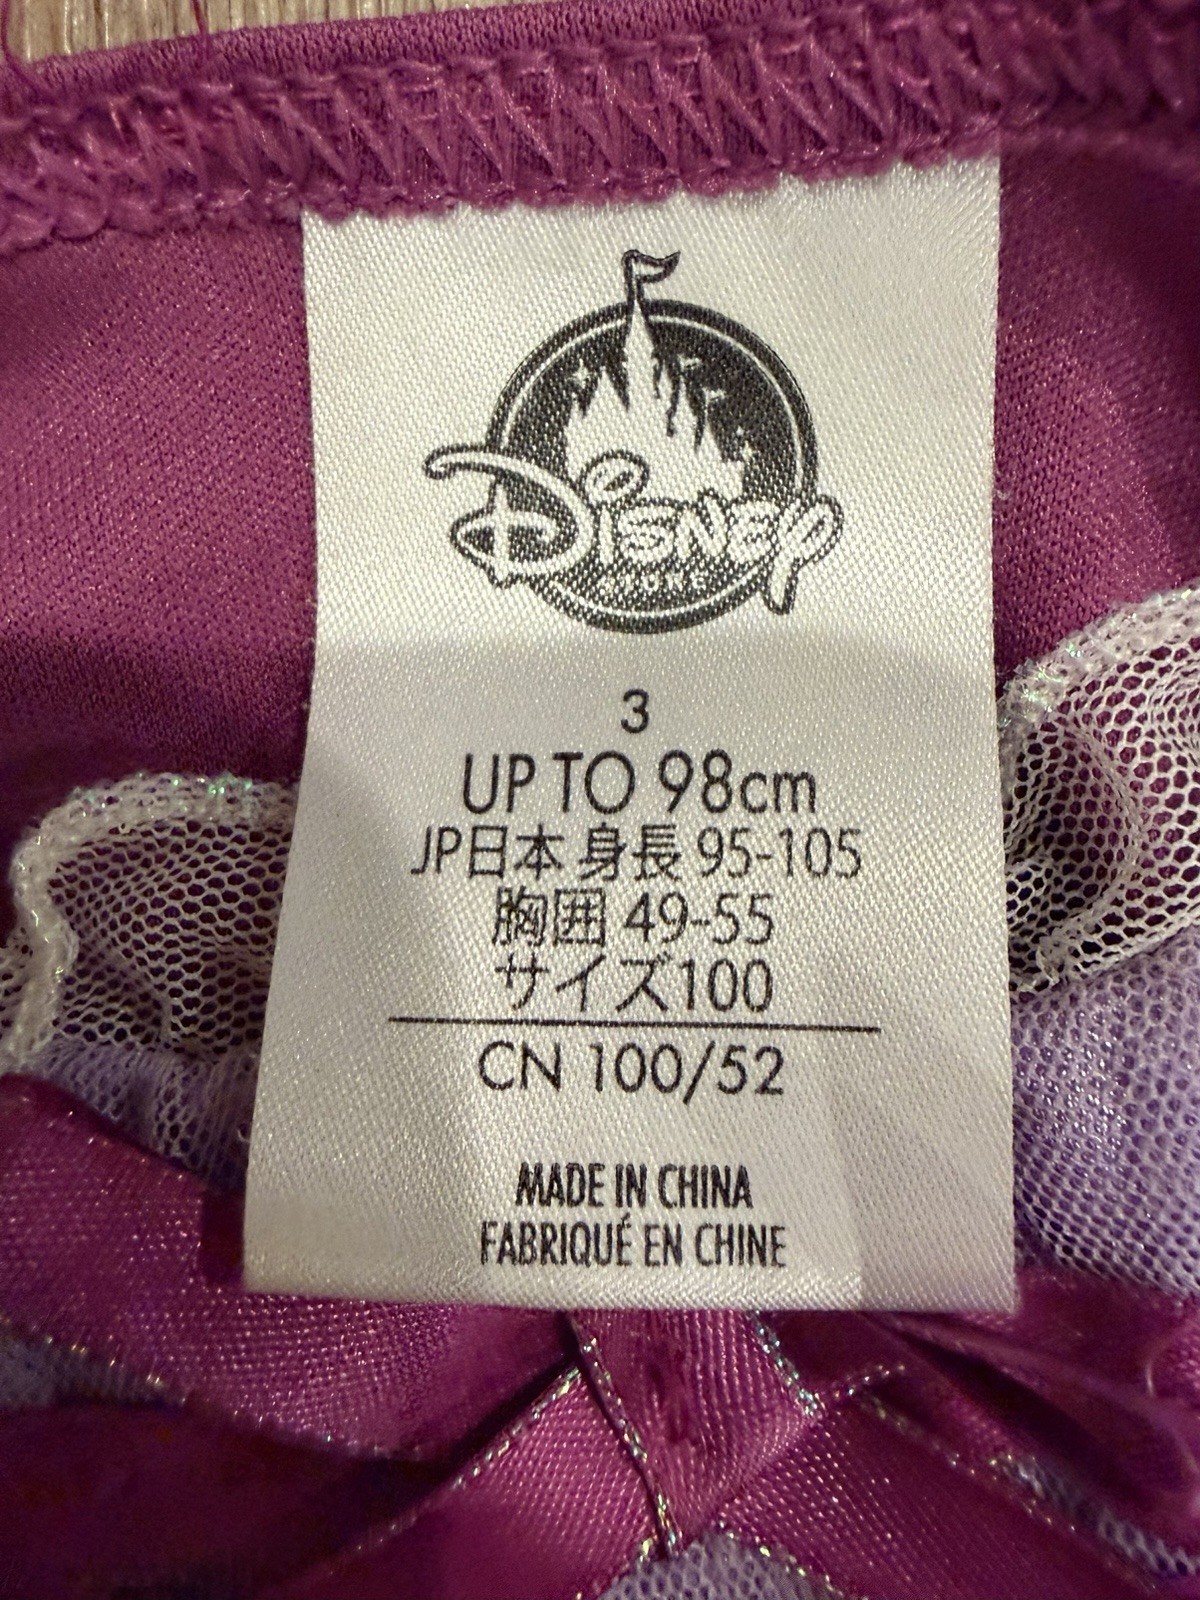 Disney
STORE
3
UP TO 98cm
JP日本 身長 95-105
胸囲 49-55
サイズ100
CN 100/52
MADE IN CHINA
FABRIQUÉ EN CHINE